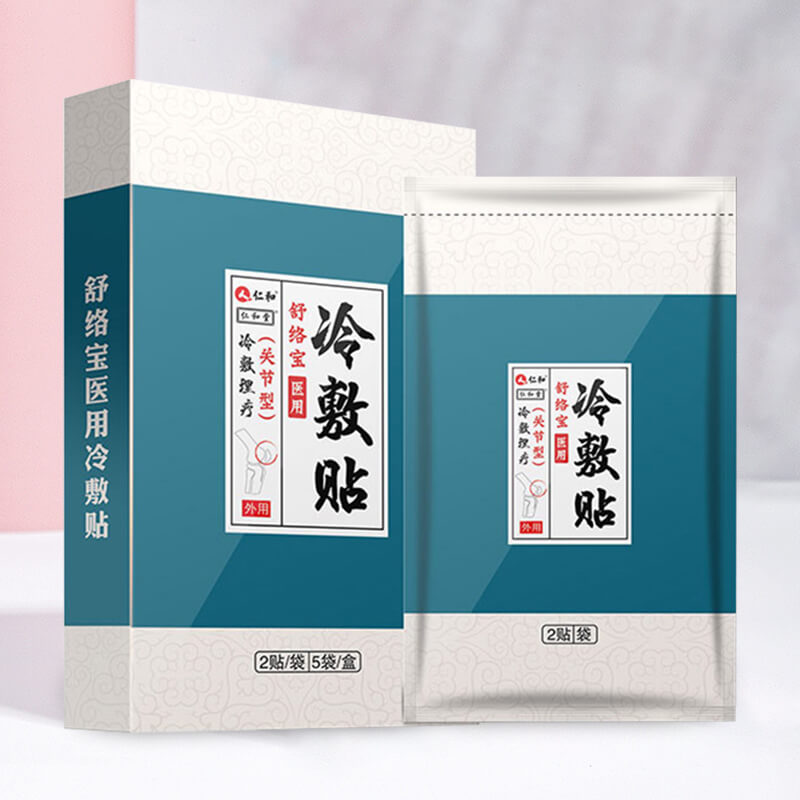 舒络宝医用冷敷贴
仁和®
仁和堂®
冷敷贴
舒络宝 医用
（关节型）
冷敷理疗
外用
2贴/袋 5袋/盒
仁和®
仁和堂®
冷敷贴
舒络宝 医用
（关节型）
冷敷理疗
外用
2贴 袋